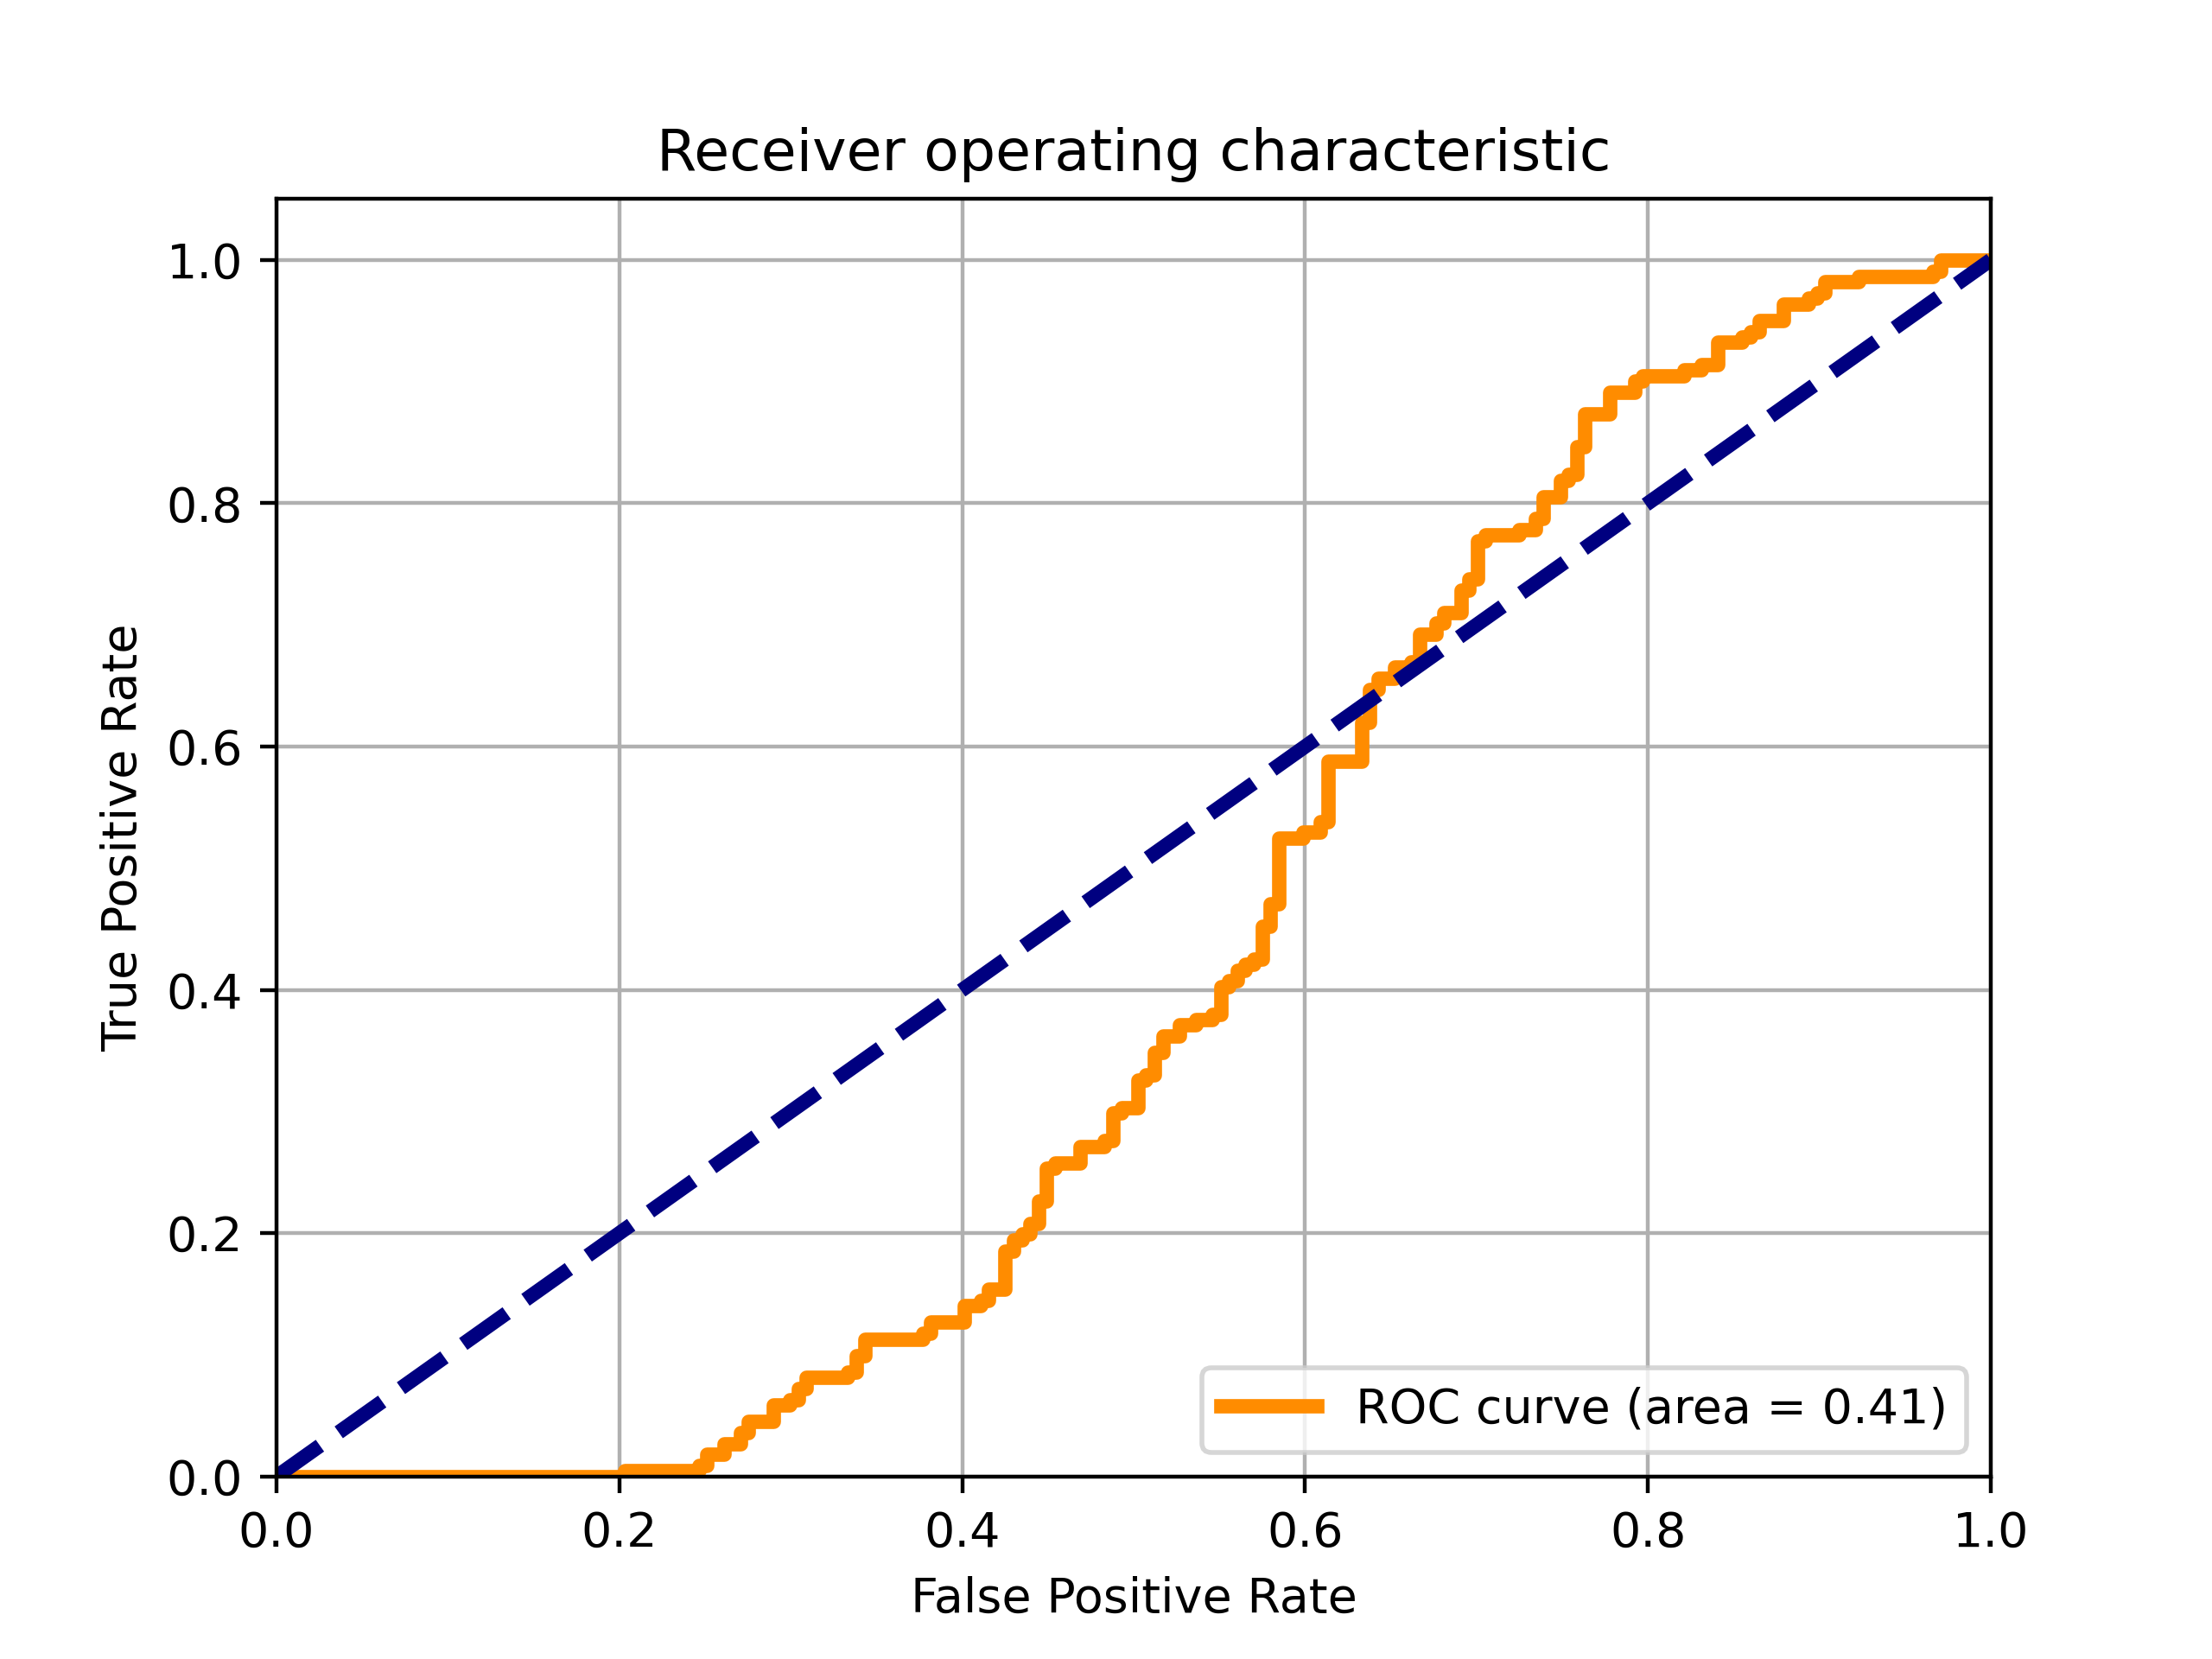 Receiver operating characteristic
1.0
0.8
0.6
0.4
0.2
0.0
True Positive Rate
ROC curve (area = 0.41)
0.0 0.2 0.4 0.6 0.8 1.0
False Positive Rate